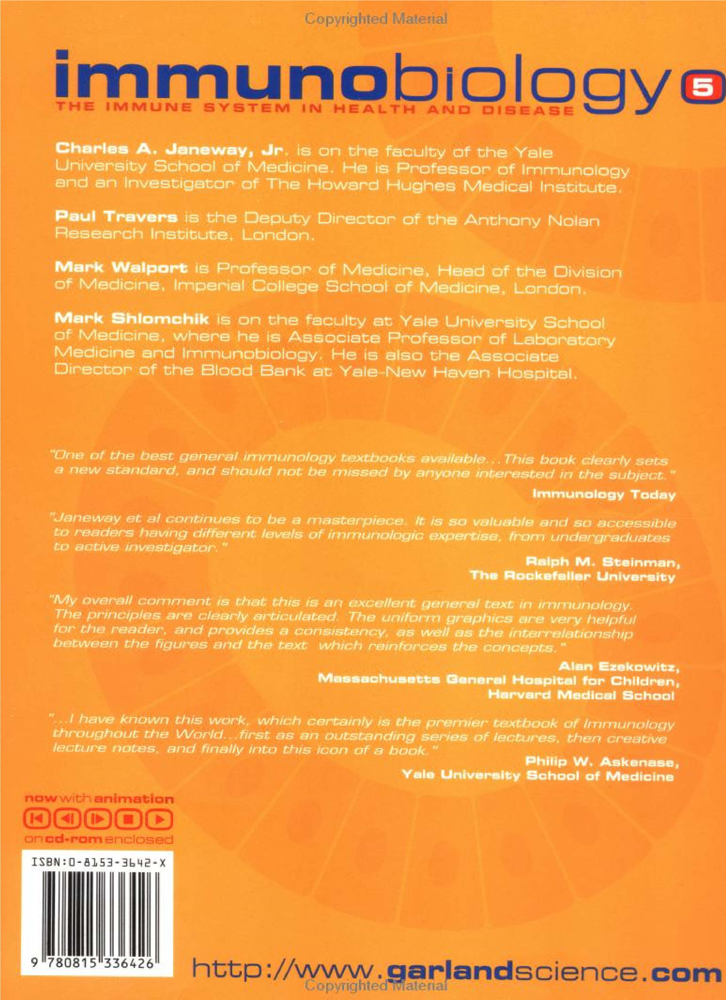 Copyrighted Material
immunobiology 5
THE IMMUNE SYSTEM IN HEALTH AND DISEASE
Charles A. Janeway, Jr. is on the faculty of the Yale
University School of Medicine. He is Professor of Immunology
and an Investigator of The Howard Hughes Medical Institute.
Paul Travers is the Deputy Director of the Anthony Nolan
Research Institute, London.
Mark Walport is Professor of Medicine, Head of the Division
of Medicine, Imperial College School of Medicine, London.
Mark Shlomchik is on the faculty at Yale University School
of Medicine, where he is Associate Professor of Laboratory
Medicine and Immunobiology. He is also the Associate
Director of the Blood Bank at Yale-New Haven Hospital.
"One of the best general immunology textbooks available...This book clearly sets
a new standard, and should not be missed by anyone interested in the subject."
Immunology Today
"Janeway et al continues to be a masterpiece. It is so valuable and so accessible
to readers having different levels of immunologic expertise, from undergraduates
to active investigator."
Ralph M. Steinman,
The Rockefeller University
"My overall comment is that this is an excellent general text in immunology.
The principles are clearly articulated. The uniform graphics are very helpful
for the reader, and provides a consistency, as well as the interrelationship
between the figures and the text which reinforces the concepts."
Alan Ezekowitz,
Massachusetts General Hospital for Children,
Harvard Medical School
"...I have known this work, which certainly is the premier textbook of Immunology
throughout the World...first as an outstanding series of lectures, then creative
lecture notes, and finally into this icon of a book."
Philip W. Askenase,
Yale University School of Medicine
now with animation
on cd-rom enclosed
ISBN:0-8153-3642-X
9 780815 336426
http://www.garlandscience.com
Copyrighted Material